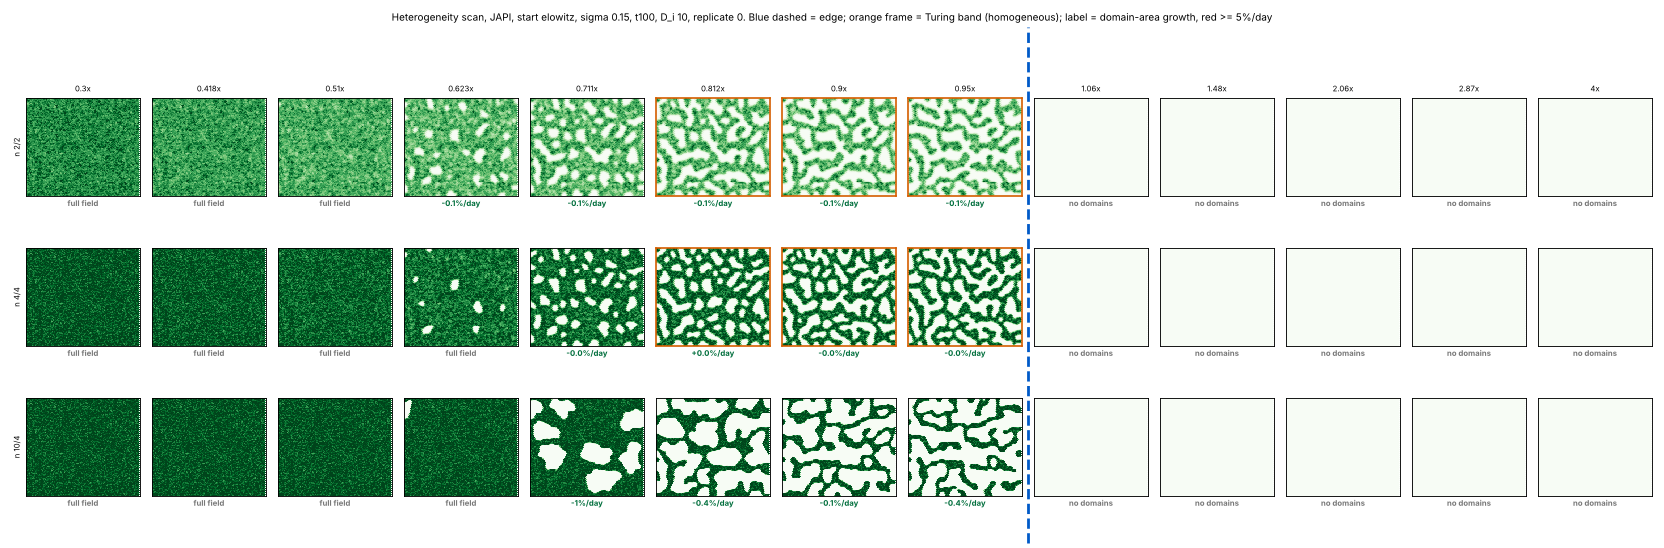 Heterogeneity scan, JAPI, start elowitz, sigma 0.15, t100, D_i 10, replicate 0. Blue dashed = edge; orange frame = Turing band (homogeneous); label = domain-area growth, red >= 5%/day
0.3x 0.418x 0.51x 0.623x 0.711x 0.812x 0.9x 0.95x 1.06x 1.48x 2.06x 2.87x 4x
n 2/2
full field full field full field -0.1%/day -0.1%/day -0.1%/day -0.1%/day -0.1%/day no domains no domains no domains no domains no domains
n 4/4
full field full field full field full field -0.0%/day +0.0%/day -0.0%/day -0.0%/day no domains no domains no domains no domains no domains
n 10/4
full field full field full field full field -1%/day -0.4%/day -0.1%/day -0.4%/day no domains no domains no domains no domains no domains